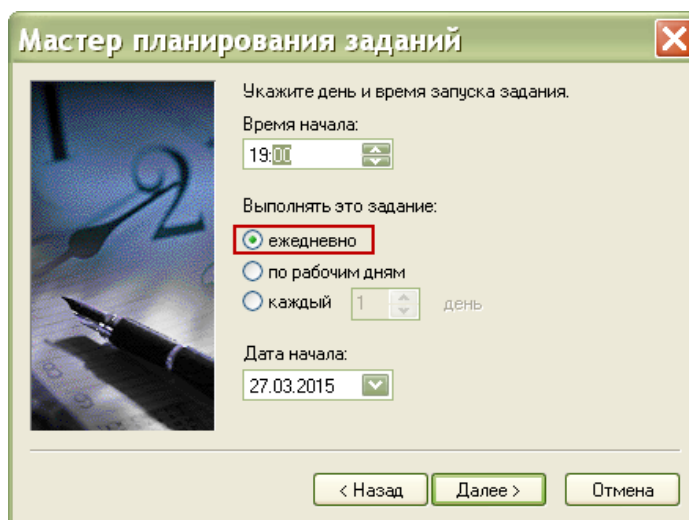 Мастер планирования заданий
Укажите день и время запуска задания.
Время начала:
19:00
Выполнять это задание:
ежедневно
по рабочим дням
каждый 1 день
Дата начала:
27.03.2015
< Назад Далее > Отмена